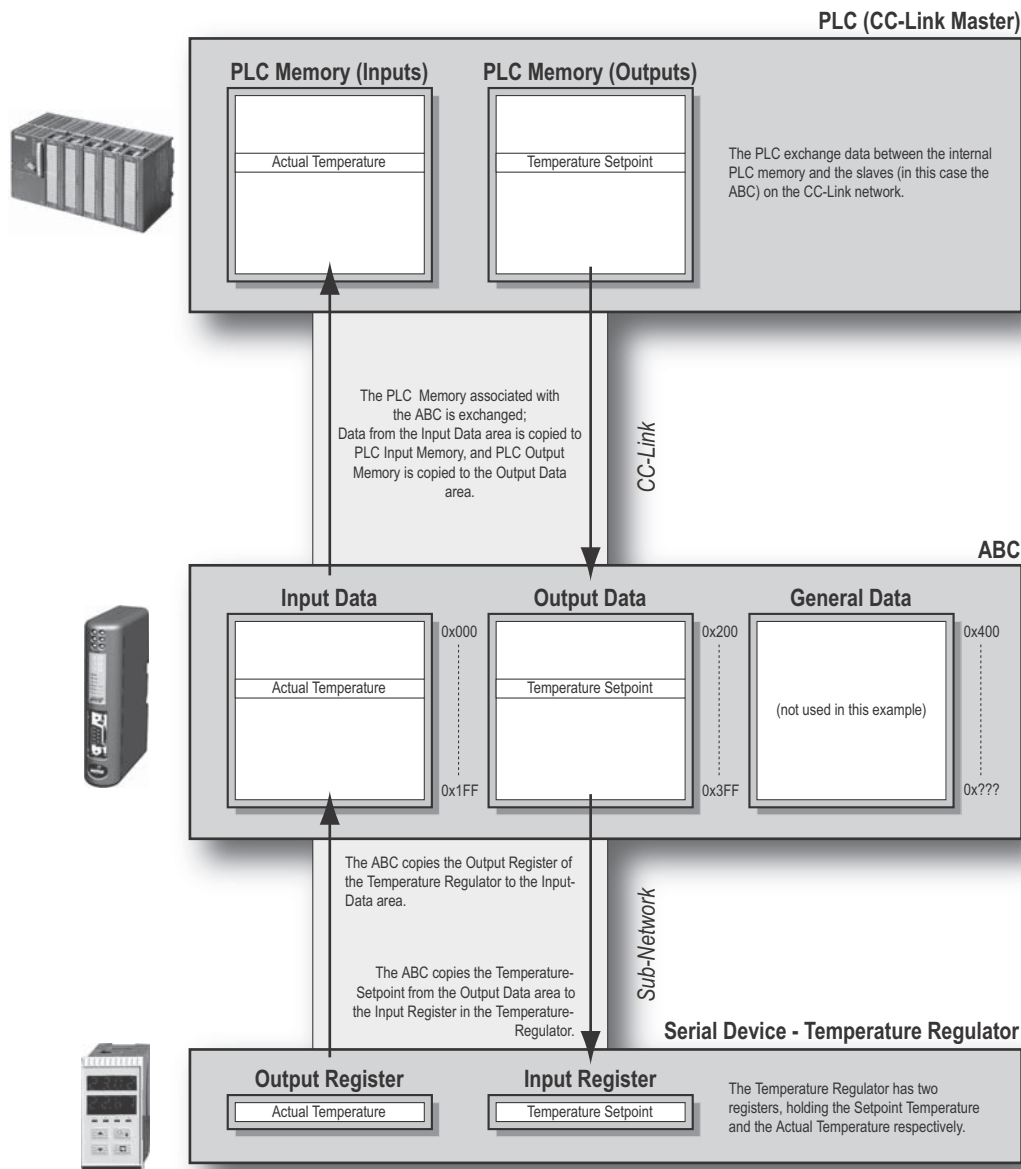 PLC (CC-Link Master)
PLC Memory (Inputs)
PLC Memory (Outputs)
Actual Temperature
Temperature Setpoint
The PLC exchange data between the internal
PLC memory and the slaves (in this case the
ABC) on the CC-Link network.
The PLC Memory associated with
the ABC is exchanged;
Data from the Input Data area is copied to
PLC Input Memory, and PLC Output
Memory is copied to the Output Data
area.
CC-Link
ABC
Input Data
Output Data
General Data
0x000
0x200
0x400
Actual Temperature
Temperature Setpoint
(not used in this example)
0x1FF
0x3FF
0x???
The ABC copies the Output Register of
the Temperature Regulator to the Input-
Data area.
The ABC copies the Temperature-
Setpoint from the Output Data area to
the Input Register in the Temperature-
Regulator.
Sub-Network
Serial Device - Temperature Regulator
Output Register
Input Register
Actual Temperature
Temperature Setpoint
The Temperature Regulator has two
registers, holding the Setpoint Temperature
and the Actual Temperature respectively.